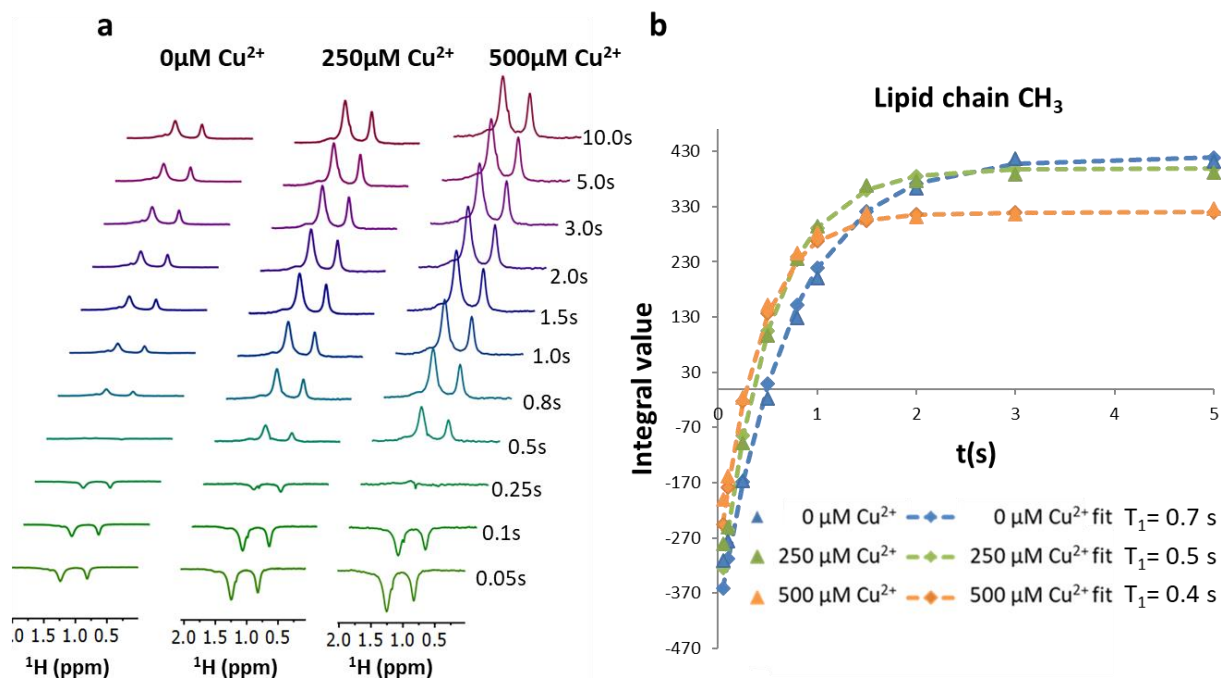 a
0µM Cu²⁺ 250µM Cu²⁺ 500µM Cu²⁺
10.0s
5.0s
3.0s
2.0s
1.5s
1.0s
0.8s
0.5s
0.25s
0.1s
0.05s
.0 1.5 1.0 0.5 2.0 1.5 1.0 0.5 2.0 1.5 1.0 0.5
¹H (ppm) ¹H (ppm) ¹H (ppm)
b
Lipid chain CH₃
Integral value
430
330
230
130
30
-70
-170
-270
-370
-470
0 1 2 3 4 5
t(s)
0 µM Cu²⁺ 0 µM Cu²⁺ fit T₁= 0.7 s
250 µM Cu²⁺ 250 µM Cu²⁺ fit T₁= 0.5 s
500 µM Cu²⁺ 500 µM Cu²⁺ fit T₁= 0.4 s